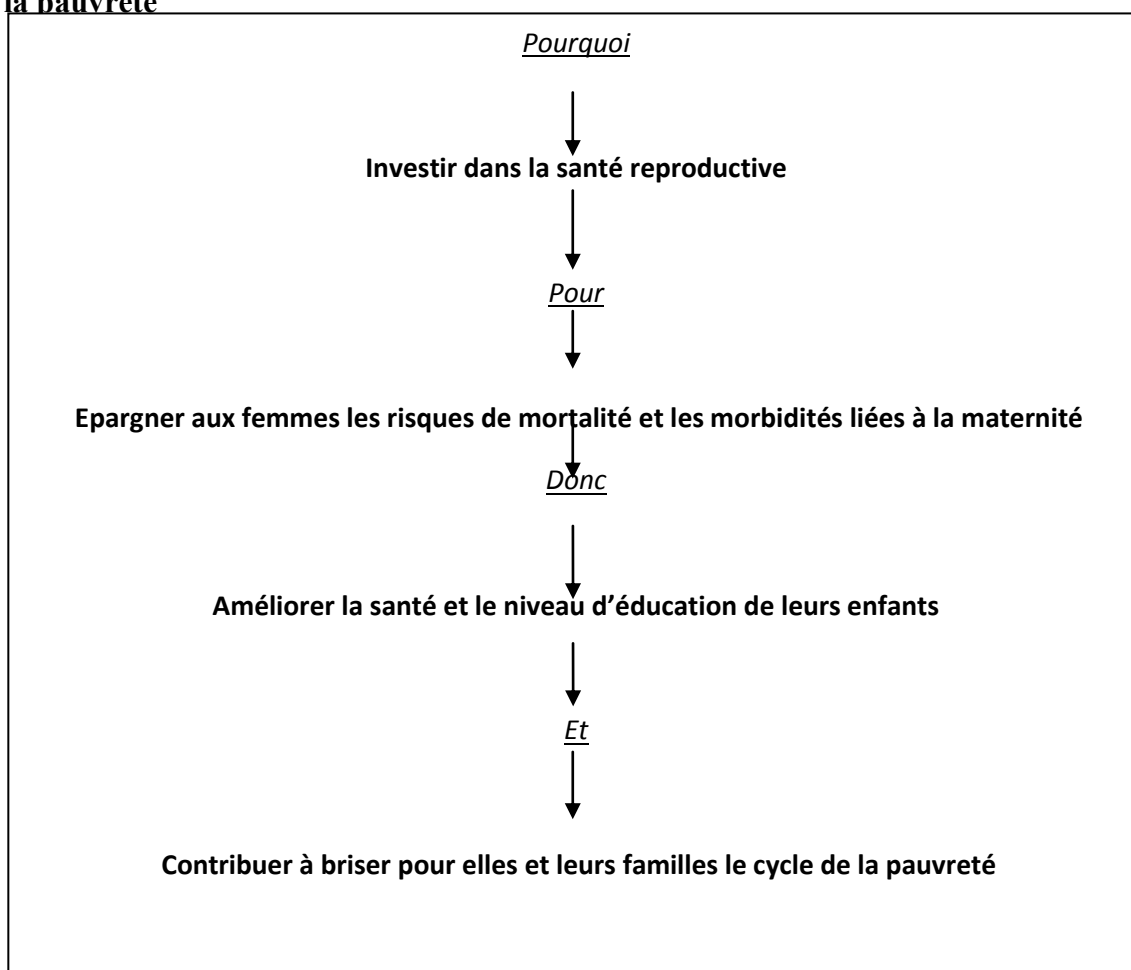 la pauvreté
Pourquoi
Investir dans la santé reproductive
Pour
Epargner aux femmes les risques de mortalité et les morbidités liées à la maternité
Donc
Améliorer la santé et le niveau d’éducation de leurs enfants
Et
Contribuer à briser pour elles et leurs familles le cycle de la pauvreté